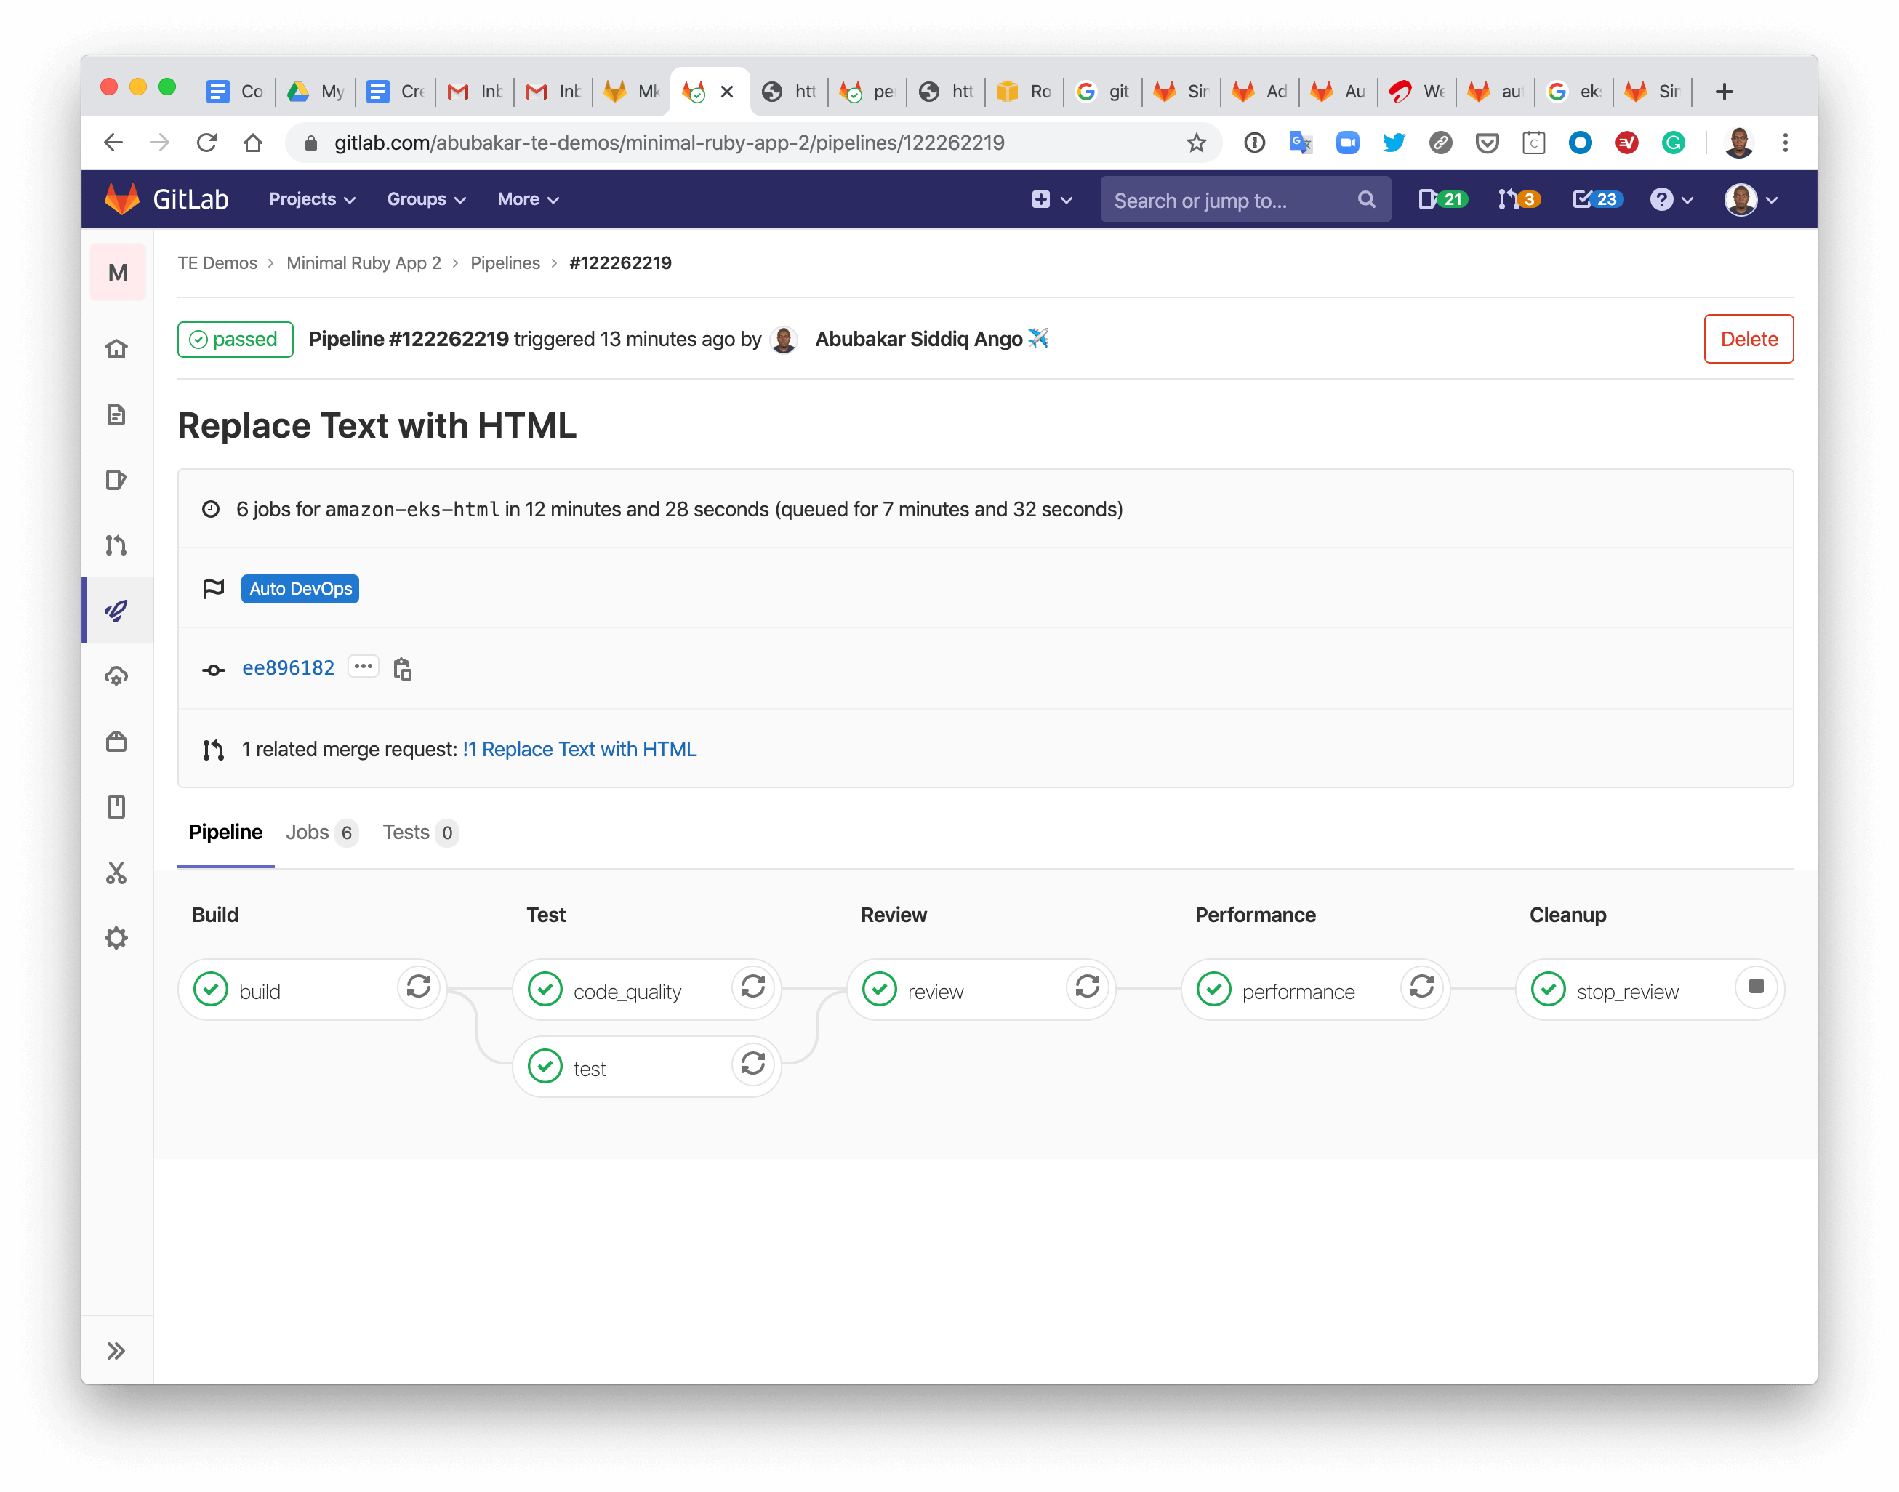 Co My Cre Inb Inb Mk htt pe htt Ro git Sin Ad Au We aut eks Sin
gitlab.com/abubakar-te-demos/minimal-ruby-app-2/pipelines/122262219
GitLab Projects Groups More Search or jump to... 21 3 23
M
TE Demos > Minimal Ruby App 2 > Pipelines > #122262219
passed Pipeline #122262219 triggered 13 minutes ago by Abubakar Siddiq Ango Delete
Replace Text with HTML
6 jobs for amazon-eks-html in 12 minutes and 28 seconds (queued for 7 minutes and 32 seconds)
Auto DevOps
ee896182 ...
1 related merge request: !1 Replace Text with HTML
Pipeline Jobs 6 Tests 0
Build Test Review Performance Cleanup
build code_quality review performance stop_review
test